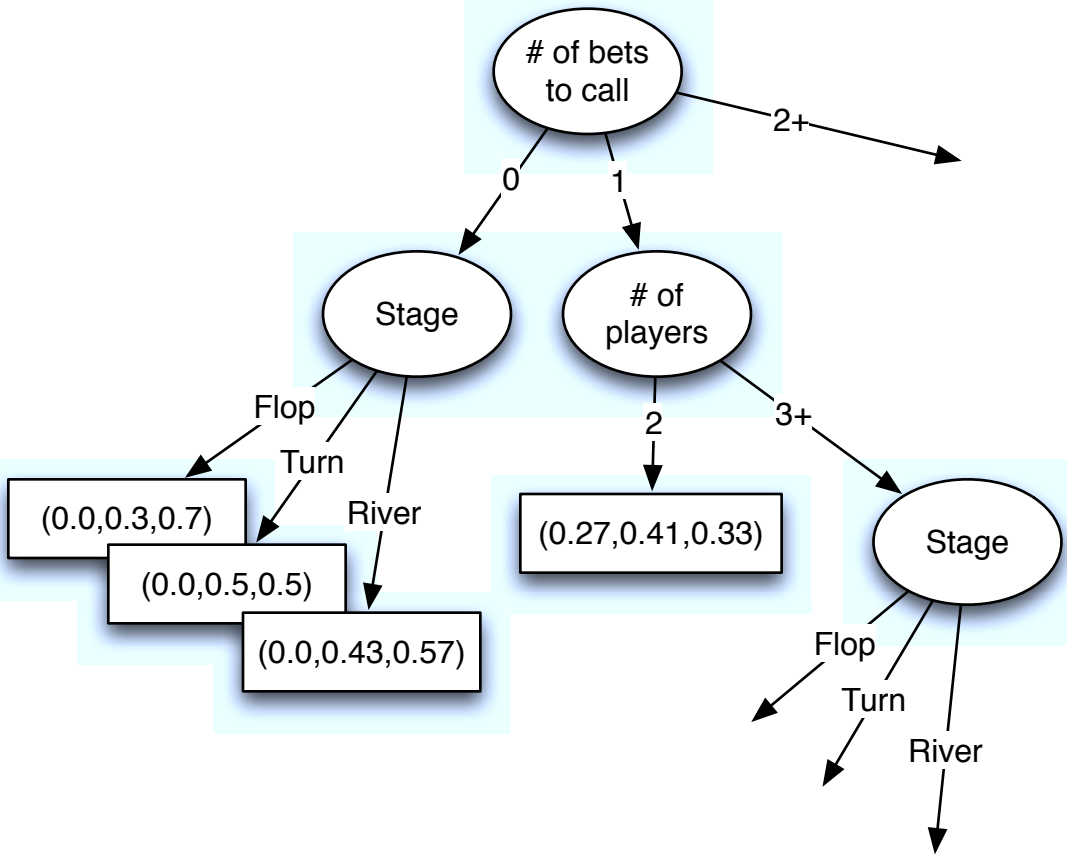 # of bets
to call
2+
0
1
Stage
# of
players
Flop
Turn
River
2
3+
(0.0,0.3,0.7)
(0.0,0.5,0.5)
(0.0,0.43,0.57)
(0.27,0.41,0.33)
Stage
Flop
Turn
River